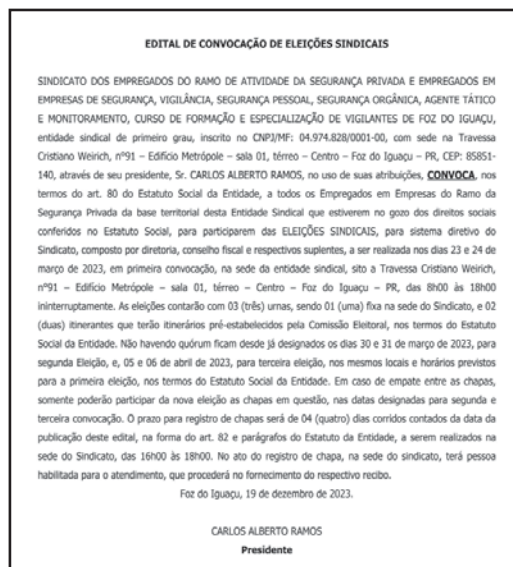 EDITAL DE CONVOCAÇÃO DE ELEIÇÕES SINDICAIS
SINDICATO DOS EMPREGADOS DO RAMO DE ATIVIDADE DA SEGURANÇA PRIVADA E EMPREGADOS EM
EMPRESAS DE SEGURANÇA, VIGILÂNCIA, SEGURANÇA PESSOAL, SEGURANÇA ORGÂNICA, AGENTE TÁTICO
E MONITORAMENTO, CURSO DE FORMAÇÃO E ESPECIALIZAÇÃO DE VIGILANTES DE FOZ DO IGUAÇU,
entidade sindical de primeiro grau, inscrito no CNPJ/MF: 04.974.828/0001-00, com sede na Travessa
Cristiano Weirich, nº91 – Edifício Metrópole – sala 01, térreo – Centro – Foz do Iguaçu – PR, CEP: 85851-
140, através de seu presidente, Sr. CARLOS ALBERTO RAMOS, no uso de suas atribuições, CONVOCA, nos
termos do art. 80 do Estatuto Social da Entidade, a todos os Empregados em Empresas do Ramo da
Segurança Privada da base territorial desta Entidade Sindical que estiverem no gozo dos direitos sociais
conferidos no Estatuto Social, para participarem das ELEIÇÕES SINDICAIS, para sistema diretivo do
Sindicato, composto por diretoria, conselho fiscal e respectivos suplentes, a ser realizada nos dias 23 e 24 de
março de 2023, em primeira convocação, na sede da entidade sindical, sito a Travessa Cristiano Weirich,
nº91 – Edifício Metrópole – sala 01, térreo – Centro – Foz do Iguaçu – PR, das 8h00 às 18h00
ininterruptamente. As eleições contarão com 03 (três) urnas, sendo 01 (uma) fixa na sede do Sindicato, e 02
(duas) itinerantes que terão itinerários pré-estabelecidos pela Comissão Eleitoral, nos termos do Estatuto
Social da Entidade. Não havendo quórum ficam desde já designados os dias 30 e 31 de março de 2023, para
segunda Eleição, e, 05 e 06 de abril de 2023, para terceira eleição, nos mesmos locais e horários previstos
para a primeira eleição, nos termos do Estatuto Social da Entidade. Em caso de empate entre as chapas,
somente poderão participar da nova eleição as chapas em questão, nas datas designadas para segunda e
terceira convocação. O prazo para registro de chapas será de 04 (quatro) dias corridos contados da data da
publicação deste edital, na forma do art. 82 e parágrafos do Estatuto da Entidade, a serem realizados na
sede do Sindicato, das 16h00 às 18h00. No ato do registro de chapa, na sede do sindicato, terá pessoa
habilitada para o atendimento, que procederá no fornecimento do respectivo recibo.
Foz do Iguaçu, 19 de dezembro de 2023.
CARLOS ALBERTO RAMOS
Presidente